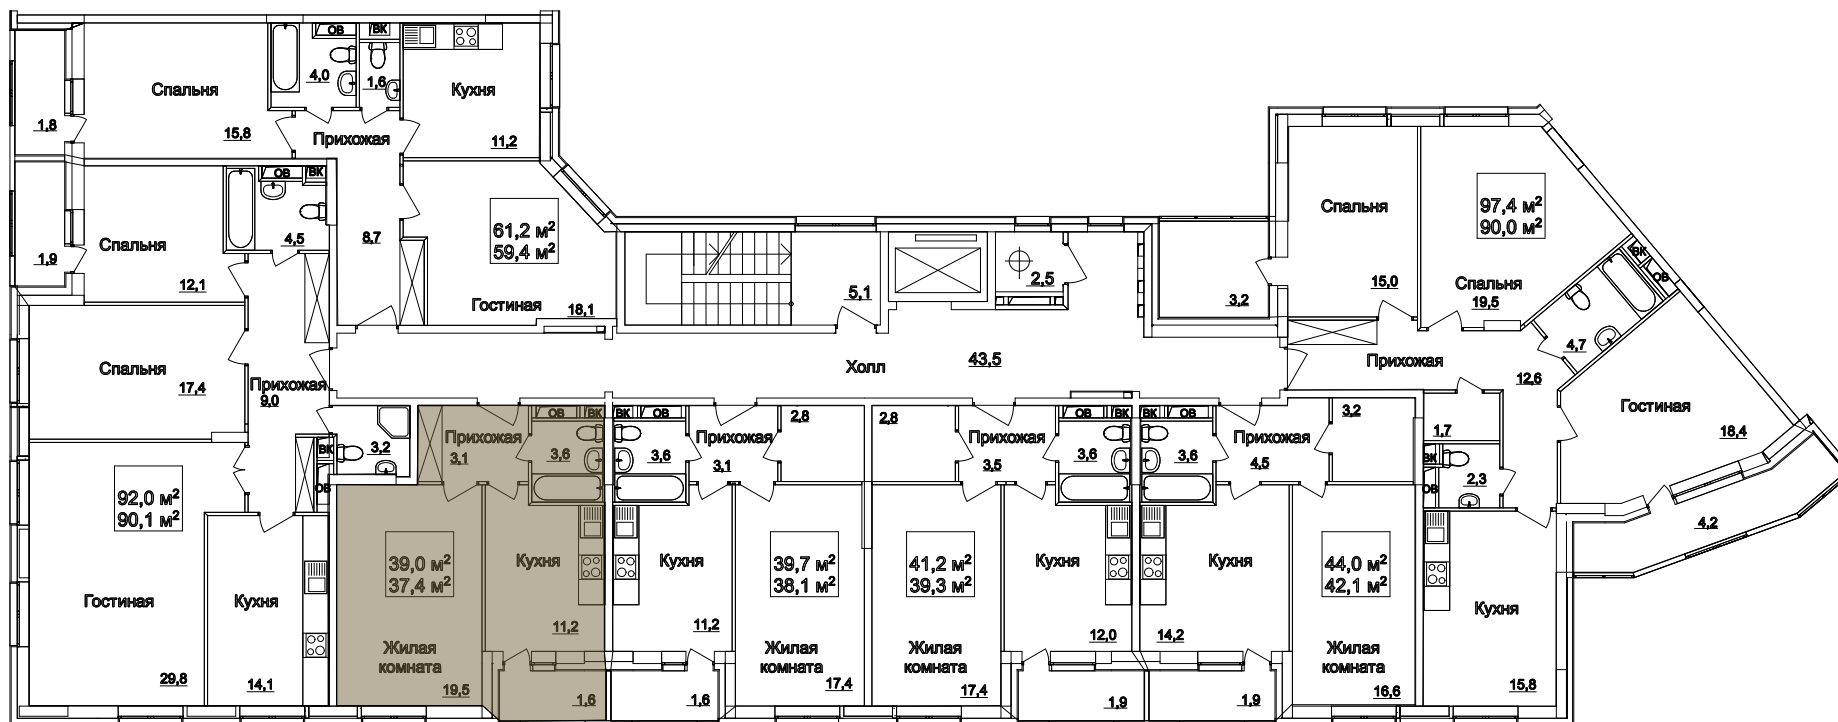 ОВ
ВК
4,0
1,6
Спальня
15,8
1,8
Прихожая
Кухня
11,2
ОВ
ВК
4,5
8,7
61,2 м²
59,4 м²
Гостиная
18,1
Спальня
12,1
1,9
Спальня
17,4
Прихожая
9,0
5,1
2,5
3,2
Холл
43,5
Спальня
15,0
97,4 м²
90,0 м²
Спальня
19,5
ВК
ОВ
4,7
Прихожая
12,6
Гостиная
18,4
1,7
ВК
ОВ
2,3
4,2
Кухня
15,8
92,0 м²
90,1 м²
Гостиная
29,8
ВК
ОВ
3,2
Кухня
14,1
Прихожая
3,1
ОВ
ВК
3,6
39,0 м²
37,4 м²
Кухня
11,2
Жилая
комната
19,5
1,6
ВК
ОВ
3,6
Прихожая
3,1
2,8
Кухня
11,2
39,7 м²
38,1 м²
Жилая
комната
17,4
1,6
2,8
Прихожая
3,5
ОВ
ВК
3,6
41,2 м²
39,3 м²
Кухня
12,0
Жилая
комната
17,4
1,9
ВК
ОВ
3,6
Прихожая
4,5
3,2
Кухня
14,2
44,0 м²
42,1 м²
Жилая
комната
16,6
1,9